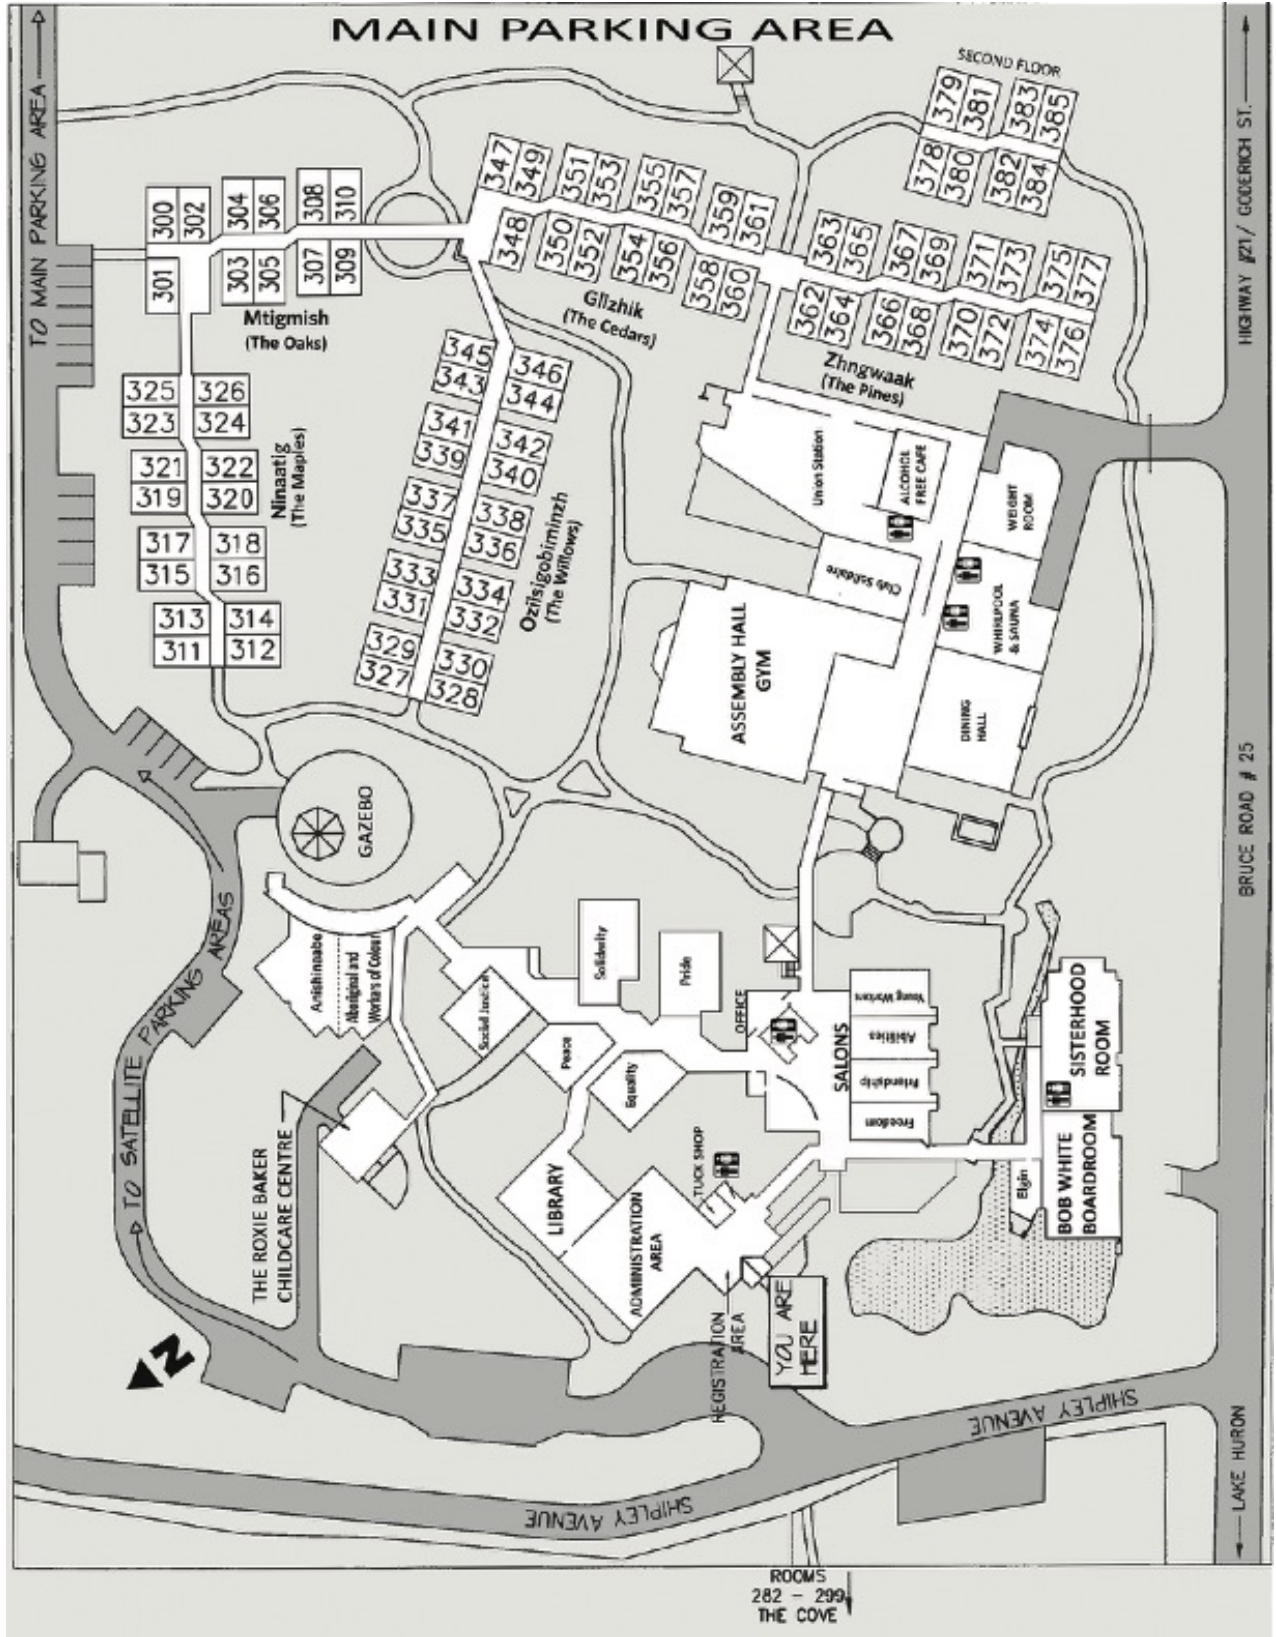 MAIN PARKING AREA
TO MAIN PARKING AREA
HIGHWAY #21/ GODERICH ST.
SECOND FLOOR
379
381
383
385
378
380
382
384
300
302
304
306
308
310
301
303
305
307
309
Mtigmish
(The Oaks)
347
349
351
353
355
357
359
361
348
350
352
354
356
358
360
GIizhik
(The Cedars)
363
365
367
369
371
373
375
377
362
364
366
368
370
372
374
376
Zhngwaak
(The Pines)
325
326
323
324
321
322
319
320
317
318
315
316
313
314
311
312
Ninaatig
(The Maples)
345
346
343
344
341
342
339
340
337
338
335
336
333
334
331
332
329
330
327
328
Ozilsigobiminzh
(The Willows)
Union Station
ALCOHOL
FREE CAFE
WEIGHT
ROOM
Club Solidaire
WHIRLPOOL
& SAUNA
ASSEMBLY HALL
GYM
DINING
HALL
GAZEBO
BRUCE ROAD # 25
TO SATELLITE PARKING AREAS
Anishinaabe
Aboriginal and
Workers of Colour
Social Justice
Solidarity
Pride
Peace
Equality
OFFICE
SALONS
Young Workers
Abilities
Friendship
Freedom
SISTERHOOD
ROOM
BOB WHITE
BOARDROOM
Elgin
THE ROXIE BAKER
CHILDCARE CENTRE
LIBRARY
TUCK SHOP
ADMINISTRATION
AREA
REGISTRATION
AREA
YOU ARE
HERE
N
SHIPLEY AVENUE
SHIPLEY AVENUE
LAKE HURON
ROOMS
282 - 299
THE COVE